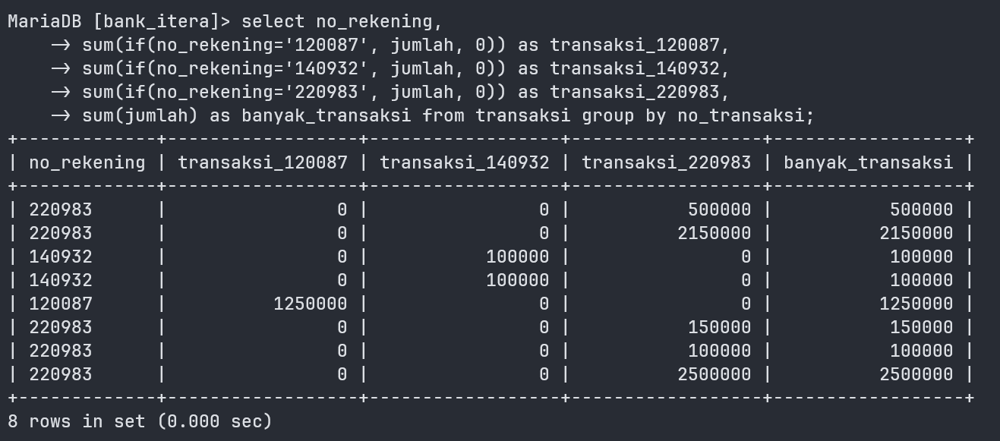 MariaDB [bank_itera]> select no_rekening,
    -> sum(if(no_rekening='120087', jumlah, 0)) as transaksi_120087,
    -> sum(if(no_rekening='140932', jumlah, 0)) as transaksi_140932,
    -> sum(if(no_rekening='220983', jumlah, 0)) as transaksi_220983,
    -> sum(jumlah) as banyak_transaksi from transaksi group by no_transaksi;
+-------------+------------------+------------------+------------------+------------------+
| no_rekening | transaksi_120087 | transaksi_140932 | transaksi_220983 | banyak_transaksi |
+-------------+------------------+------------------+------------------+------------------+
| 220983      |                0 |                0 |           500000 |           500000 |
| 220983      |                0 |                0 |          2150000 |          2150000 |
| 140932      |                0 |           100000 |                0 |           100000 |
| 140932      |                0 |           100000 |                0 |           100000 |
| 120087      |          1250000 |                0 |                0 |          1250000 |
| 220983      |                0 |                0 |           150000 |           150000 |
| 220983      |                0 |                0 |           100000 |           100000 |
| 220983      |                0 |                0 |          2500000 |          2500000 |
+-------------+------------------+------------------+------------------+------------------+
8 rows in set (0.000 sec)